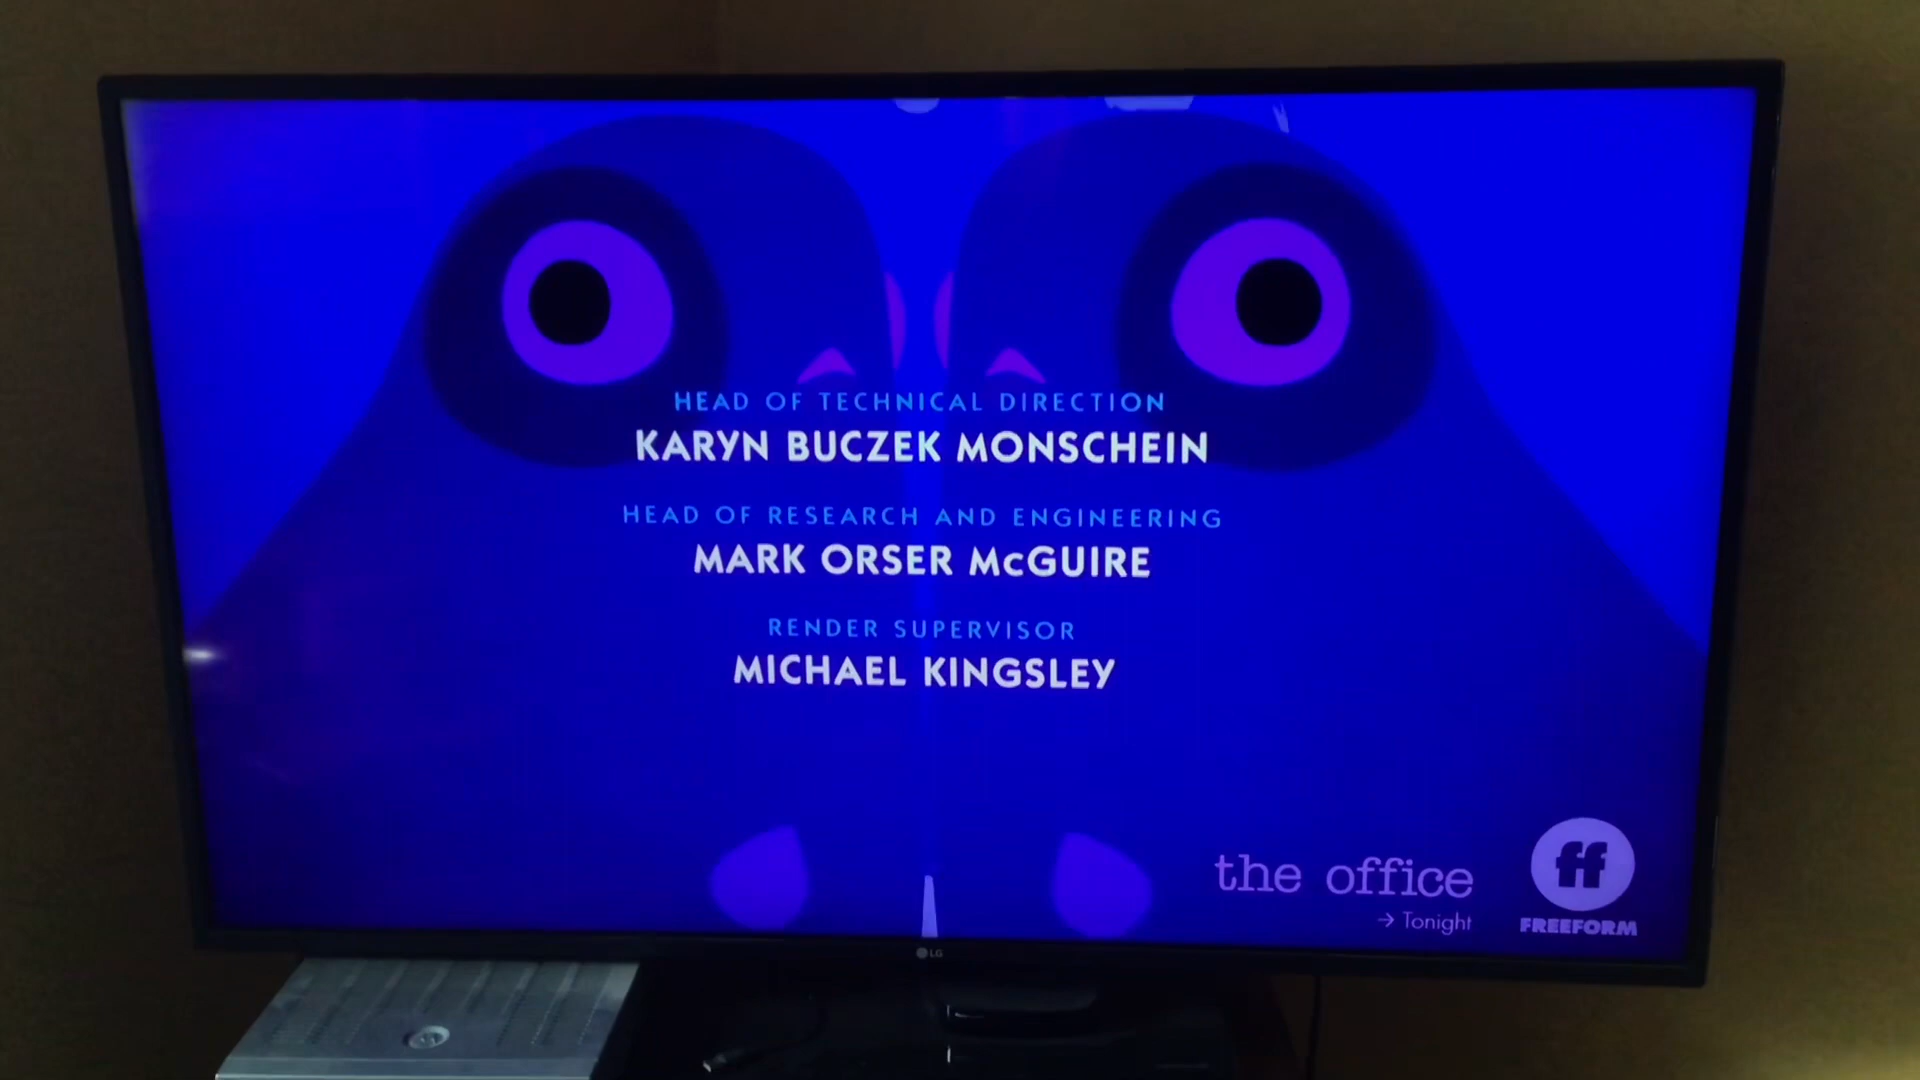 HEAD OF TECHNICAL DIRECTION
KARYN BUCZEK MONSCHEIN
HEAD OF RESEARCH AND ENGINEERING
MARK ORSER McGUIRE
RENDER SUPERVISOR
MICHAEL KINGSLEY
the office
→ Tonight
ff
FREEFORM
LG